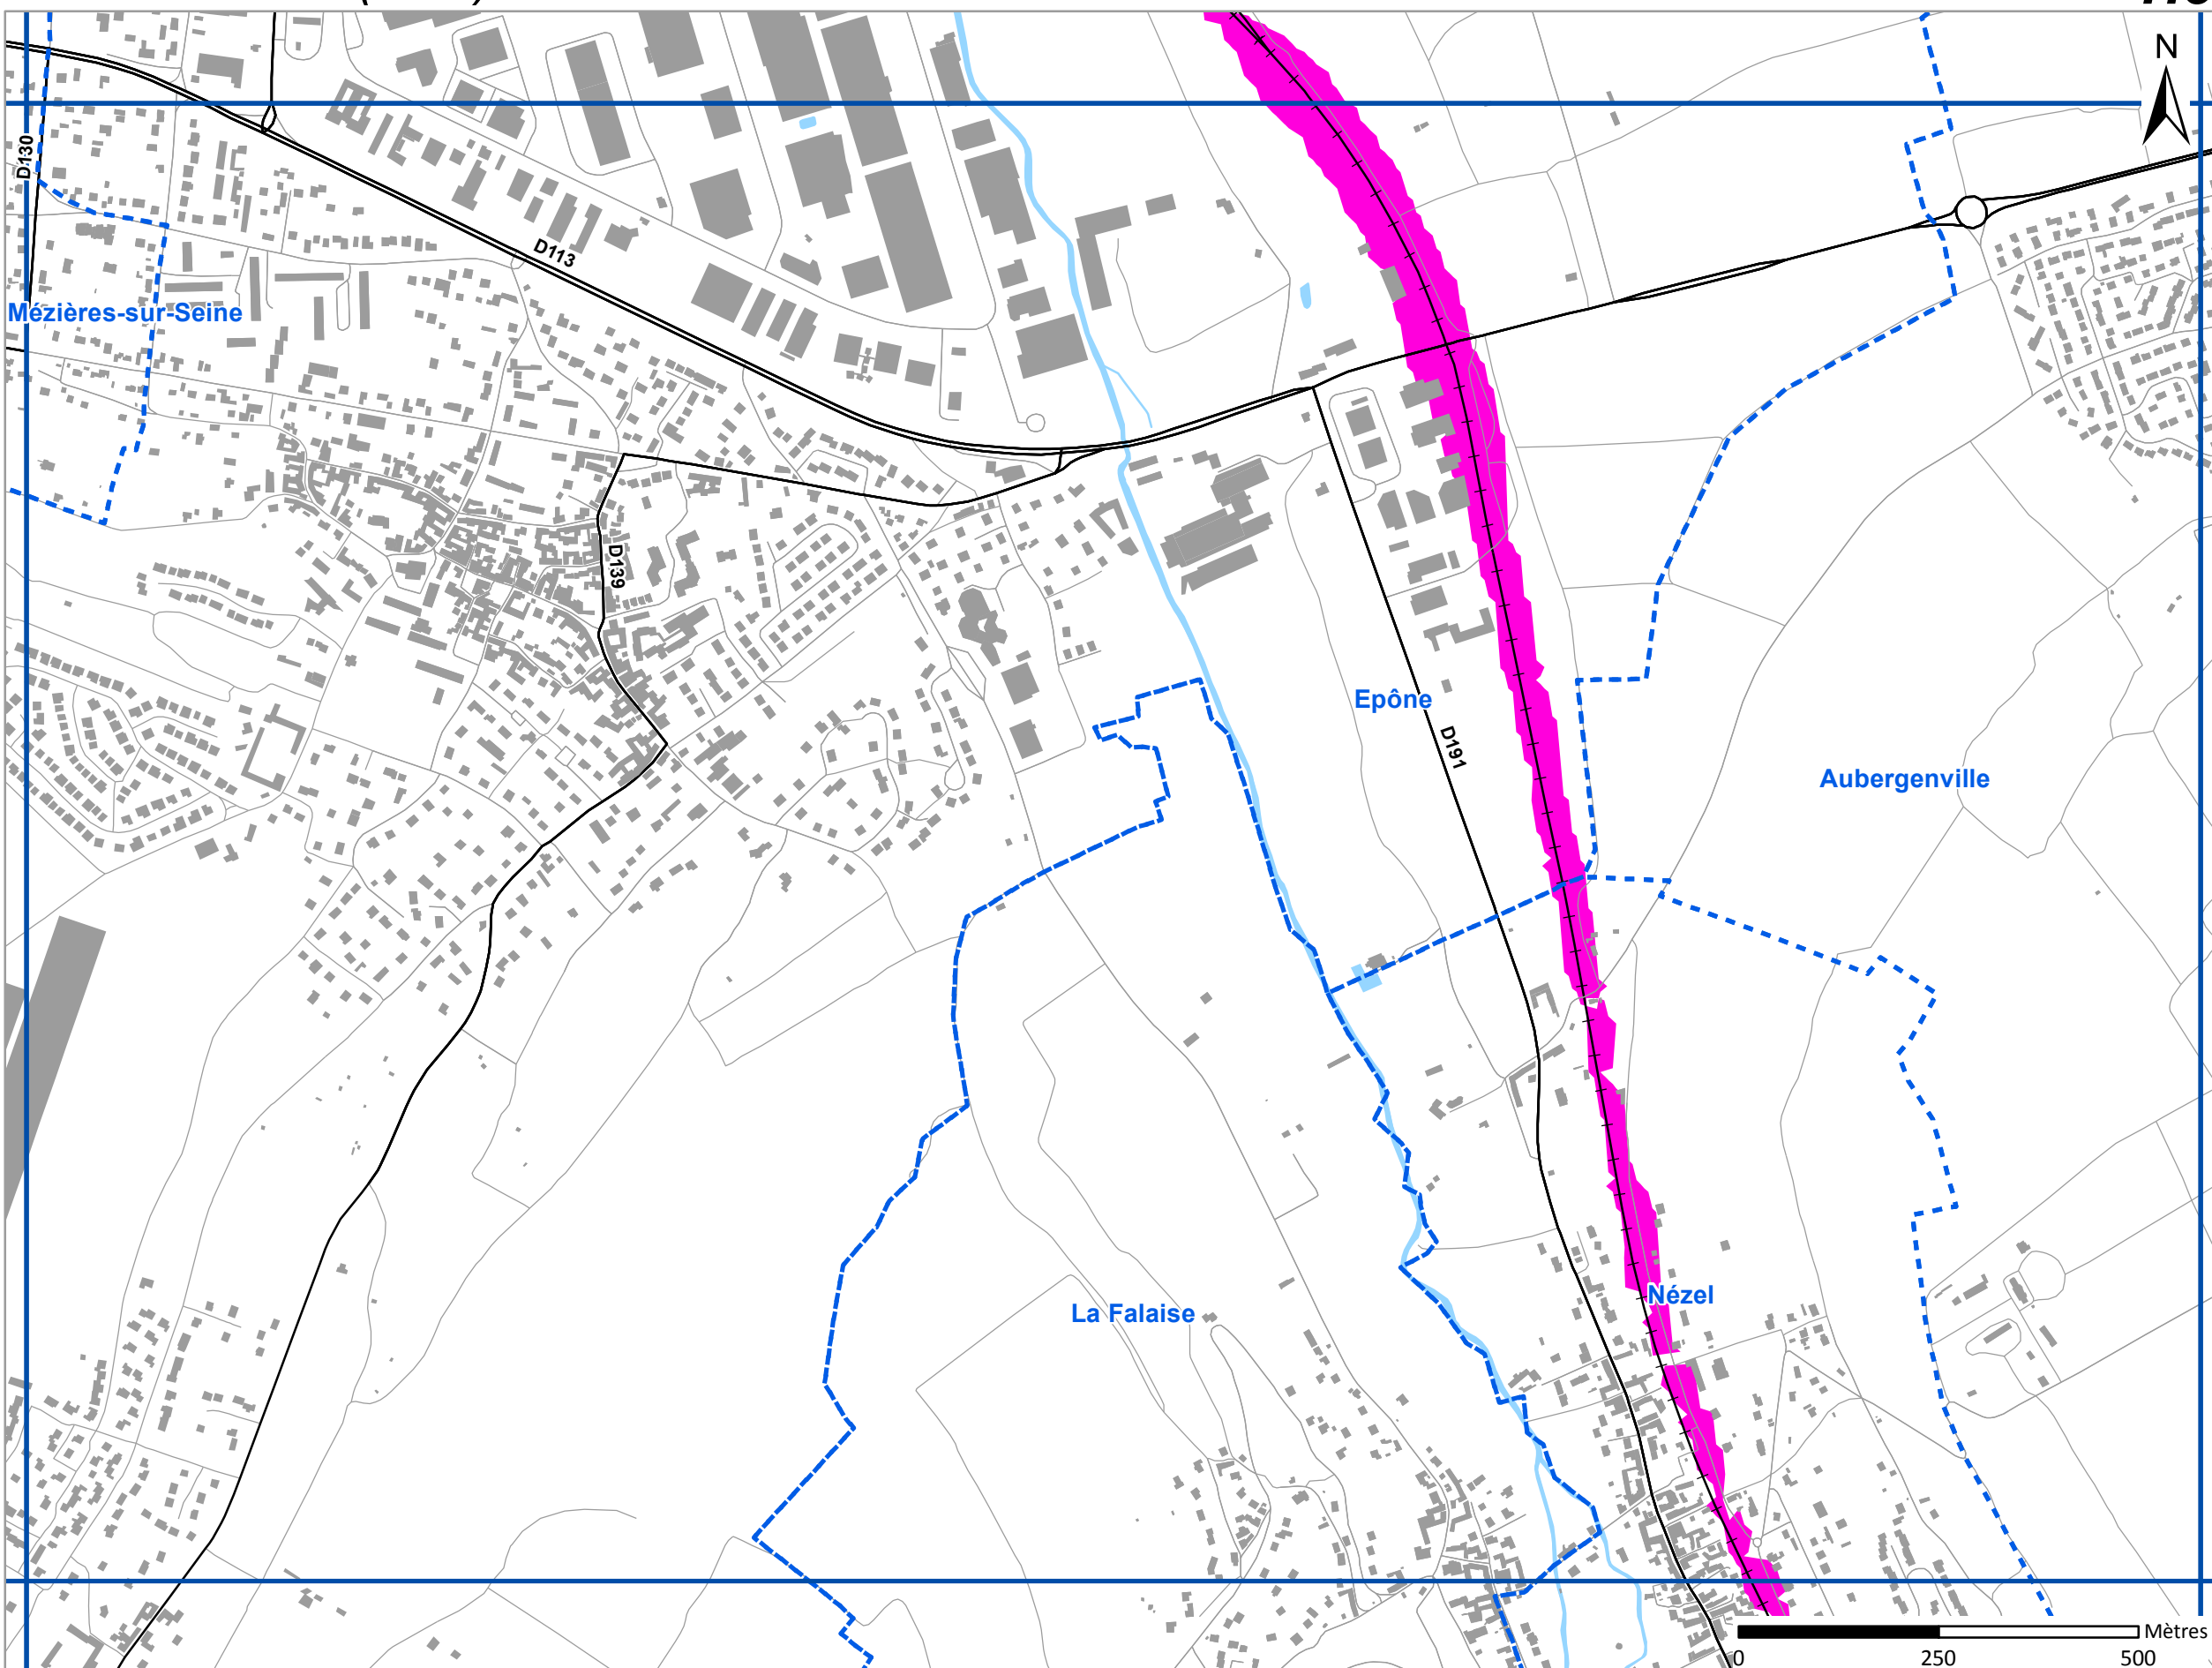 N
D130
D113
Mézières-sur-Seine
D139
Epône
D191
Aubergenville
Nézel
La Falaise
Mètres
0 250 500